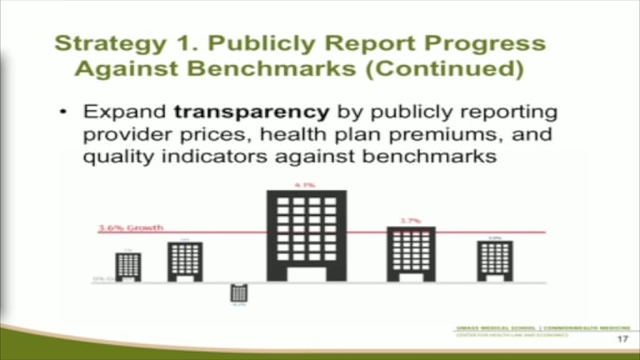 Strategy 1. Publicly Report Progress
Against Benchmarks (Continued)
• Expand transparency by publicly reporting
provider prices, health plan premiums, and
quality indicators against benchmarks
3.6% Growth
3.7%
UMASS MEDICAL SCHOOL | COMMONWEALTH MEDICINE
CENTER FOR HEALTH LAW AND ECONOMICS
17